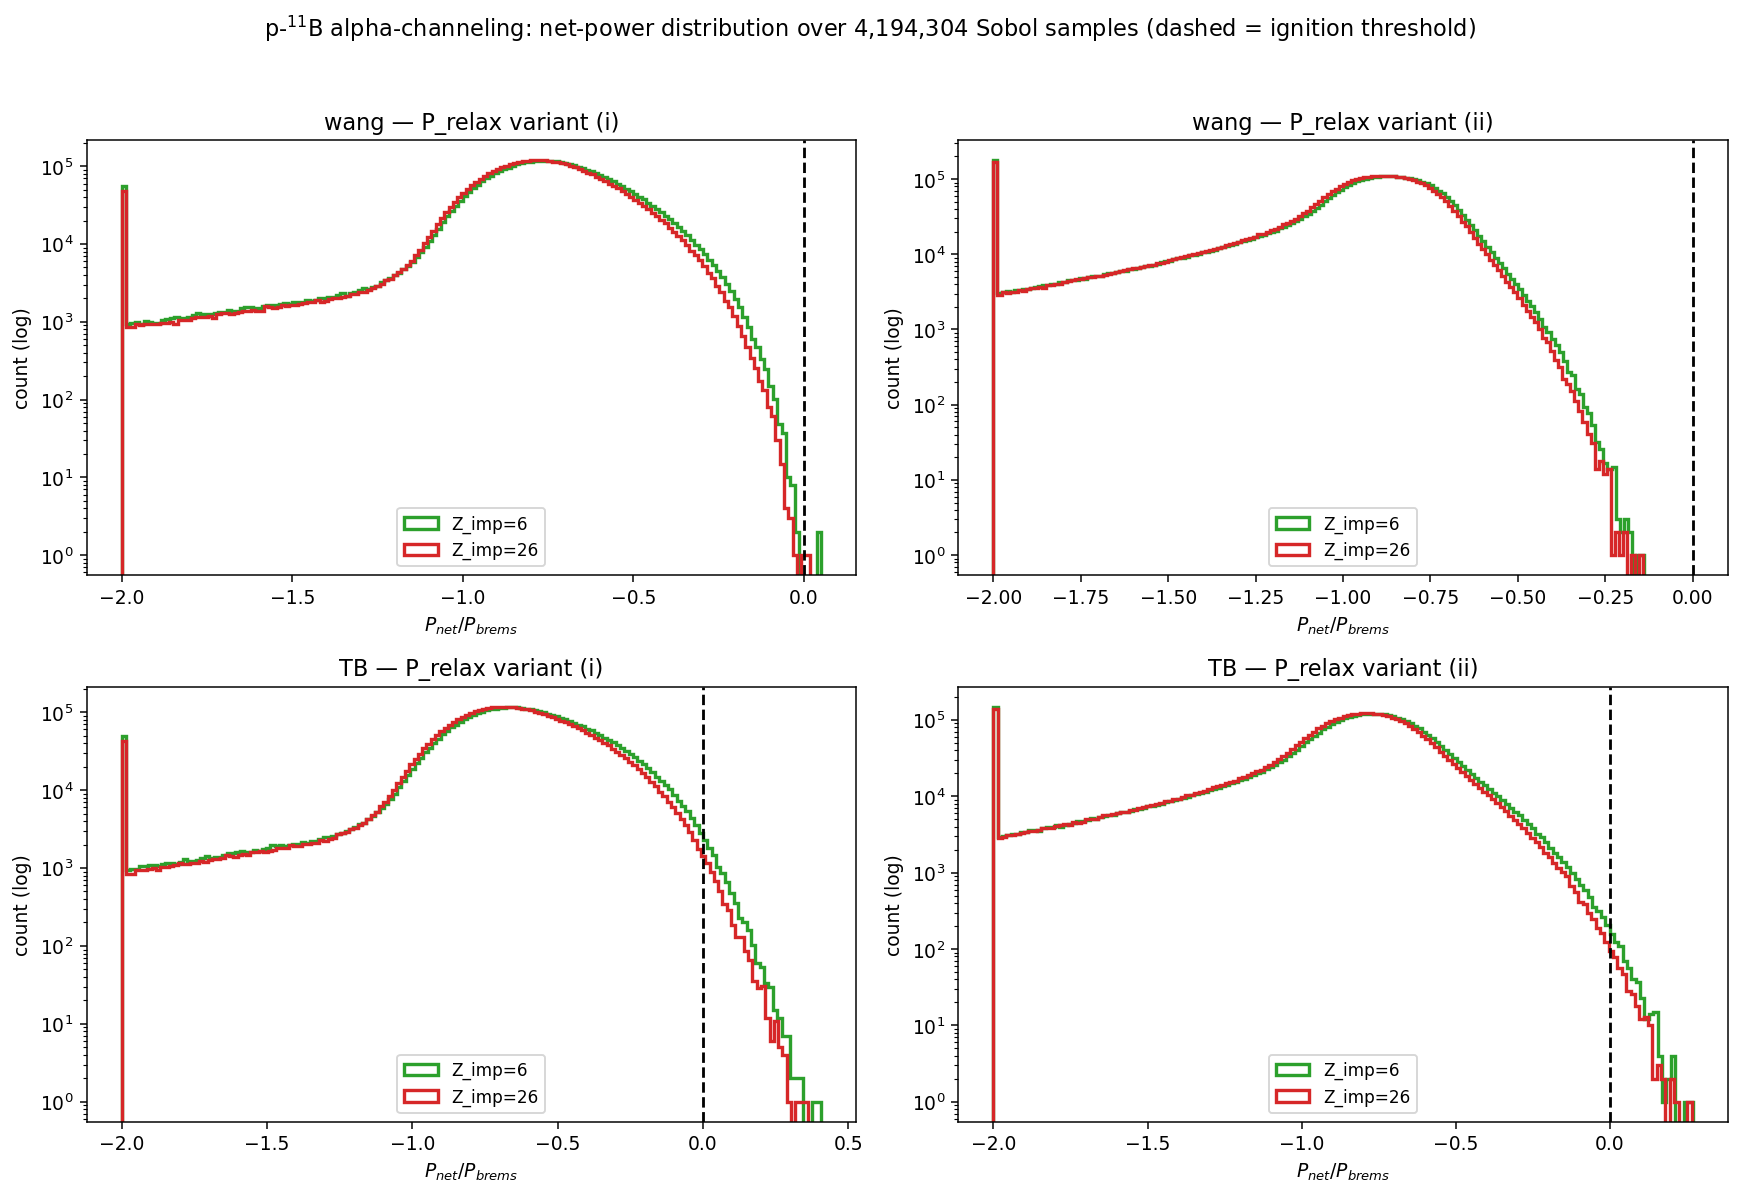 p-¹¹B alpha-channeling: net-power distribution over 4,194,304 Sobol samples (dashed = ignition threshold)
wang — P_relax variant (i)
count (log)
10⁵
10⁴
10³
10²
10¹
10⁰
Z_imp=6
Z_imp=26
−2.0 −1.5 −1.0 −0.5 0.0
P_net/P_brems
wang — P_relax variant (ii)
count (log)
10⁵
10⁴
10³
10²
10¹
10⁰
Z_imp=6
Z_imp=26
−2.00 −1.75 −1.50 −1.25 −1.00 −0.75 −0.50 −0.25 0.00
P_net/P_brems
TB — P_relax variant (i)
count (log)
10⁵
10⁴
10³
10²
10¹
10⁰
Z_imp=6
Z_imp=26
−2.0 −1.5 −1.0 −0.5 0.0 0.5
P_net/P_brems
TB — P_relax variant (ii)
count (log)
10⁵
10⁴
10³
10²
10¹
10⁰
Z_imp=6
Z_imp=26
−2.0 −1.5 −1.0 −0.5 0.0
P_net/P_brems